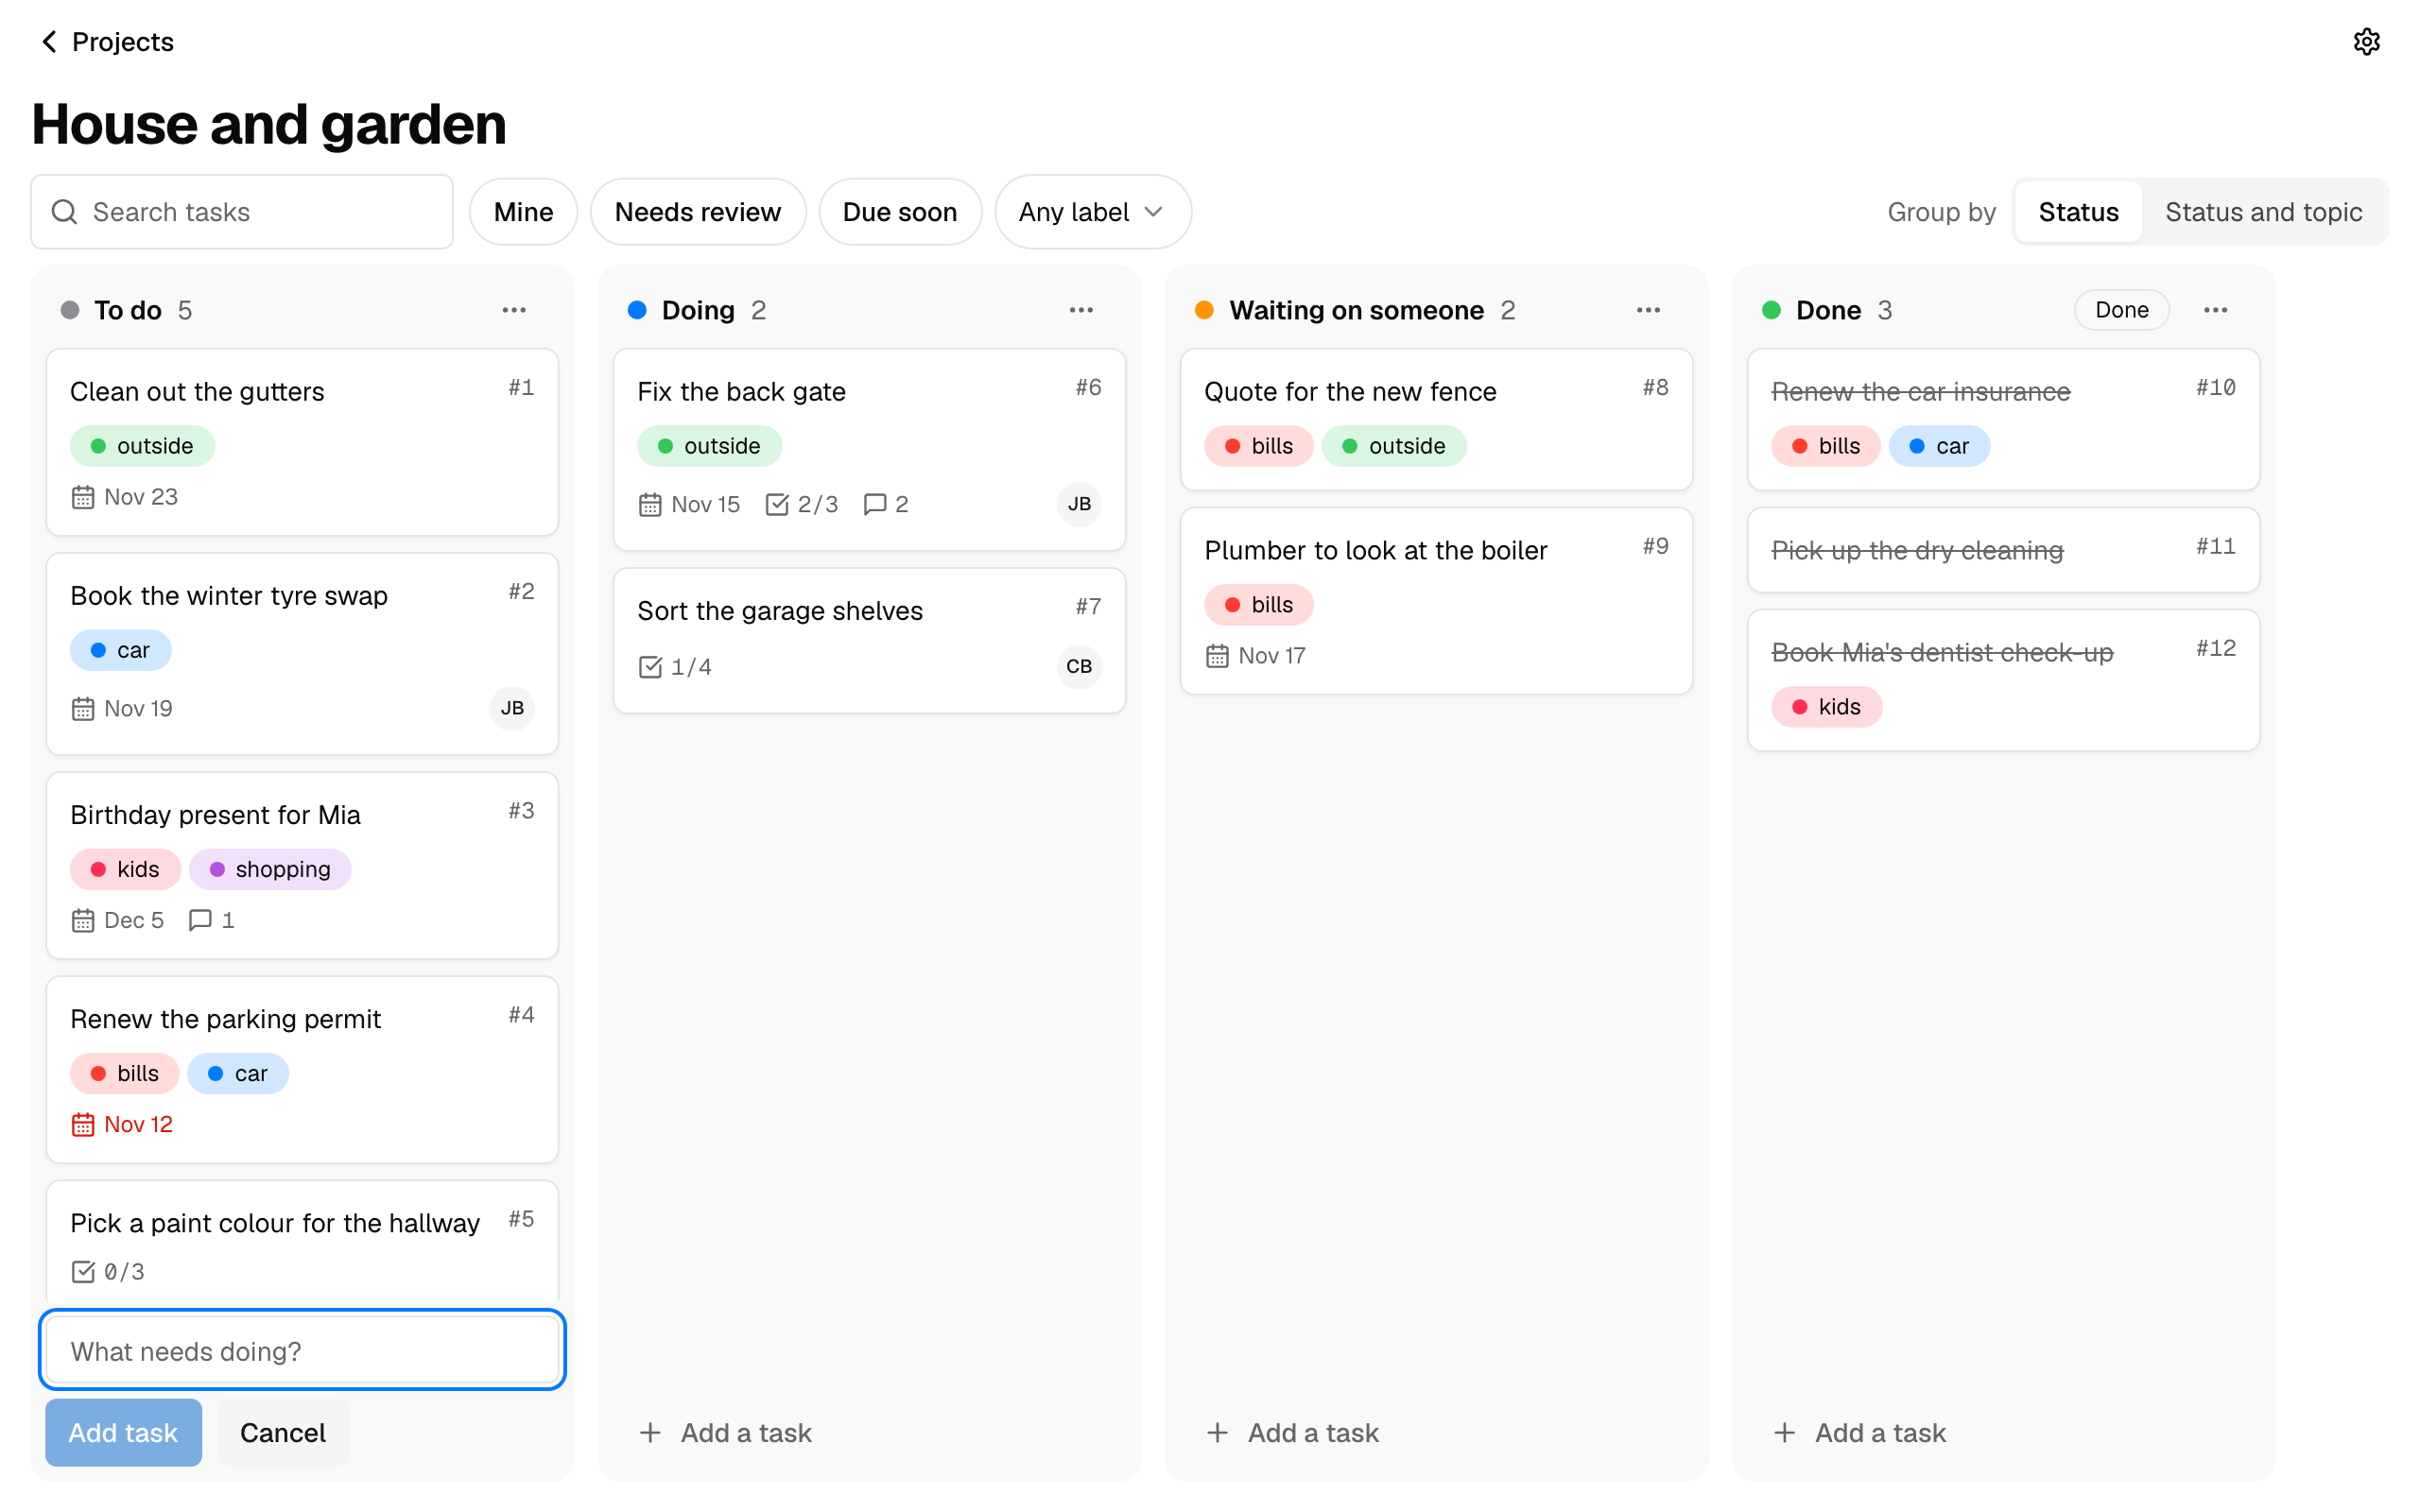 Projects
House and garden
Search tasks
Mine
Needs review
Due soon
Any label
Group by
Status
Status and topic
To do 5
Clean out the gutters #1
outside
Nov 23
Book the winter tyre swap #2
car
Nov 19 JB
Birthday present for Mia #3
kids shopping
Dec 5 1
Renew the parking permit #4
bills car
Nov 12
Pick a paint colour for the hallway #5
0/3
What needs doing?
Add task Cancel
Doing 2
Fix the back gate #6
outside
Nov 15 2/3 2 JB
Sort the garage shelves #7
1/4 CB
Add a task
Waiting on someone 2
Quote for the new fence #8
bills outside
Plumber to look at the boiler #9
bills
Nov 17
Add a task
Done 3 Done
Renew the car insurance #10
bills car
Pick up the dry cleaning #11
Book Mia's dentist check-up #12
kids
Add a task